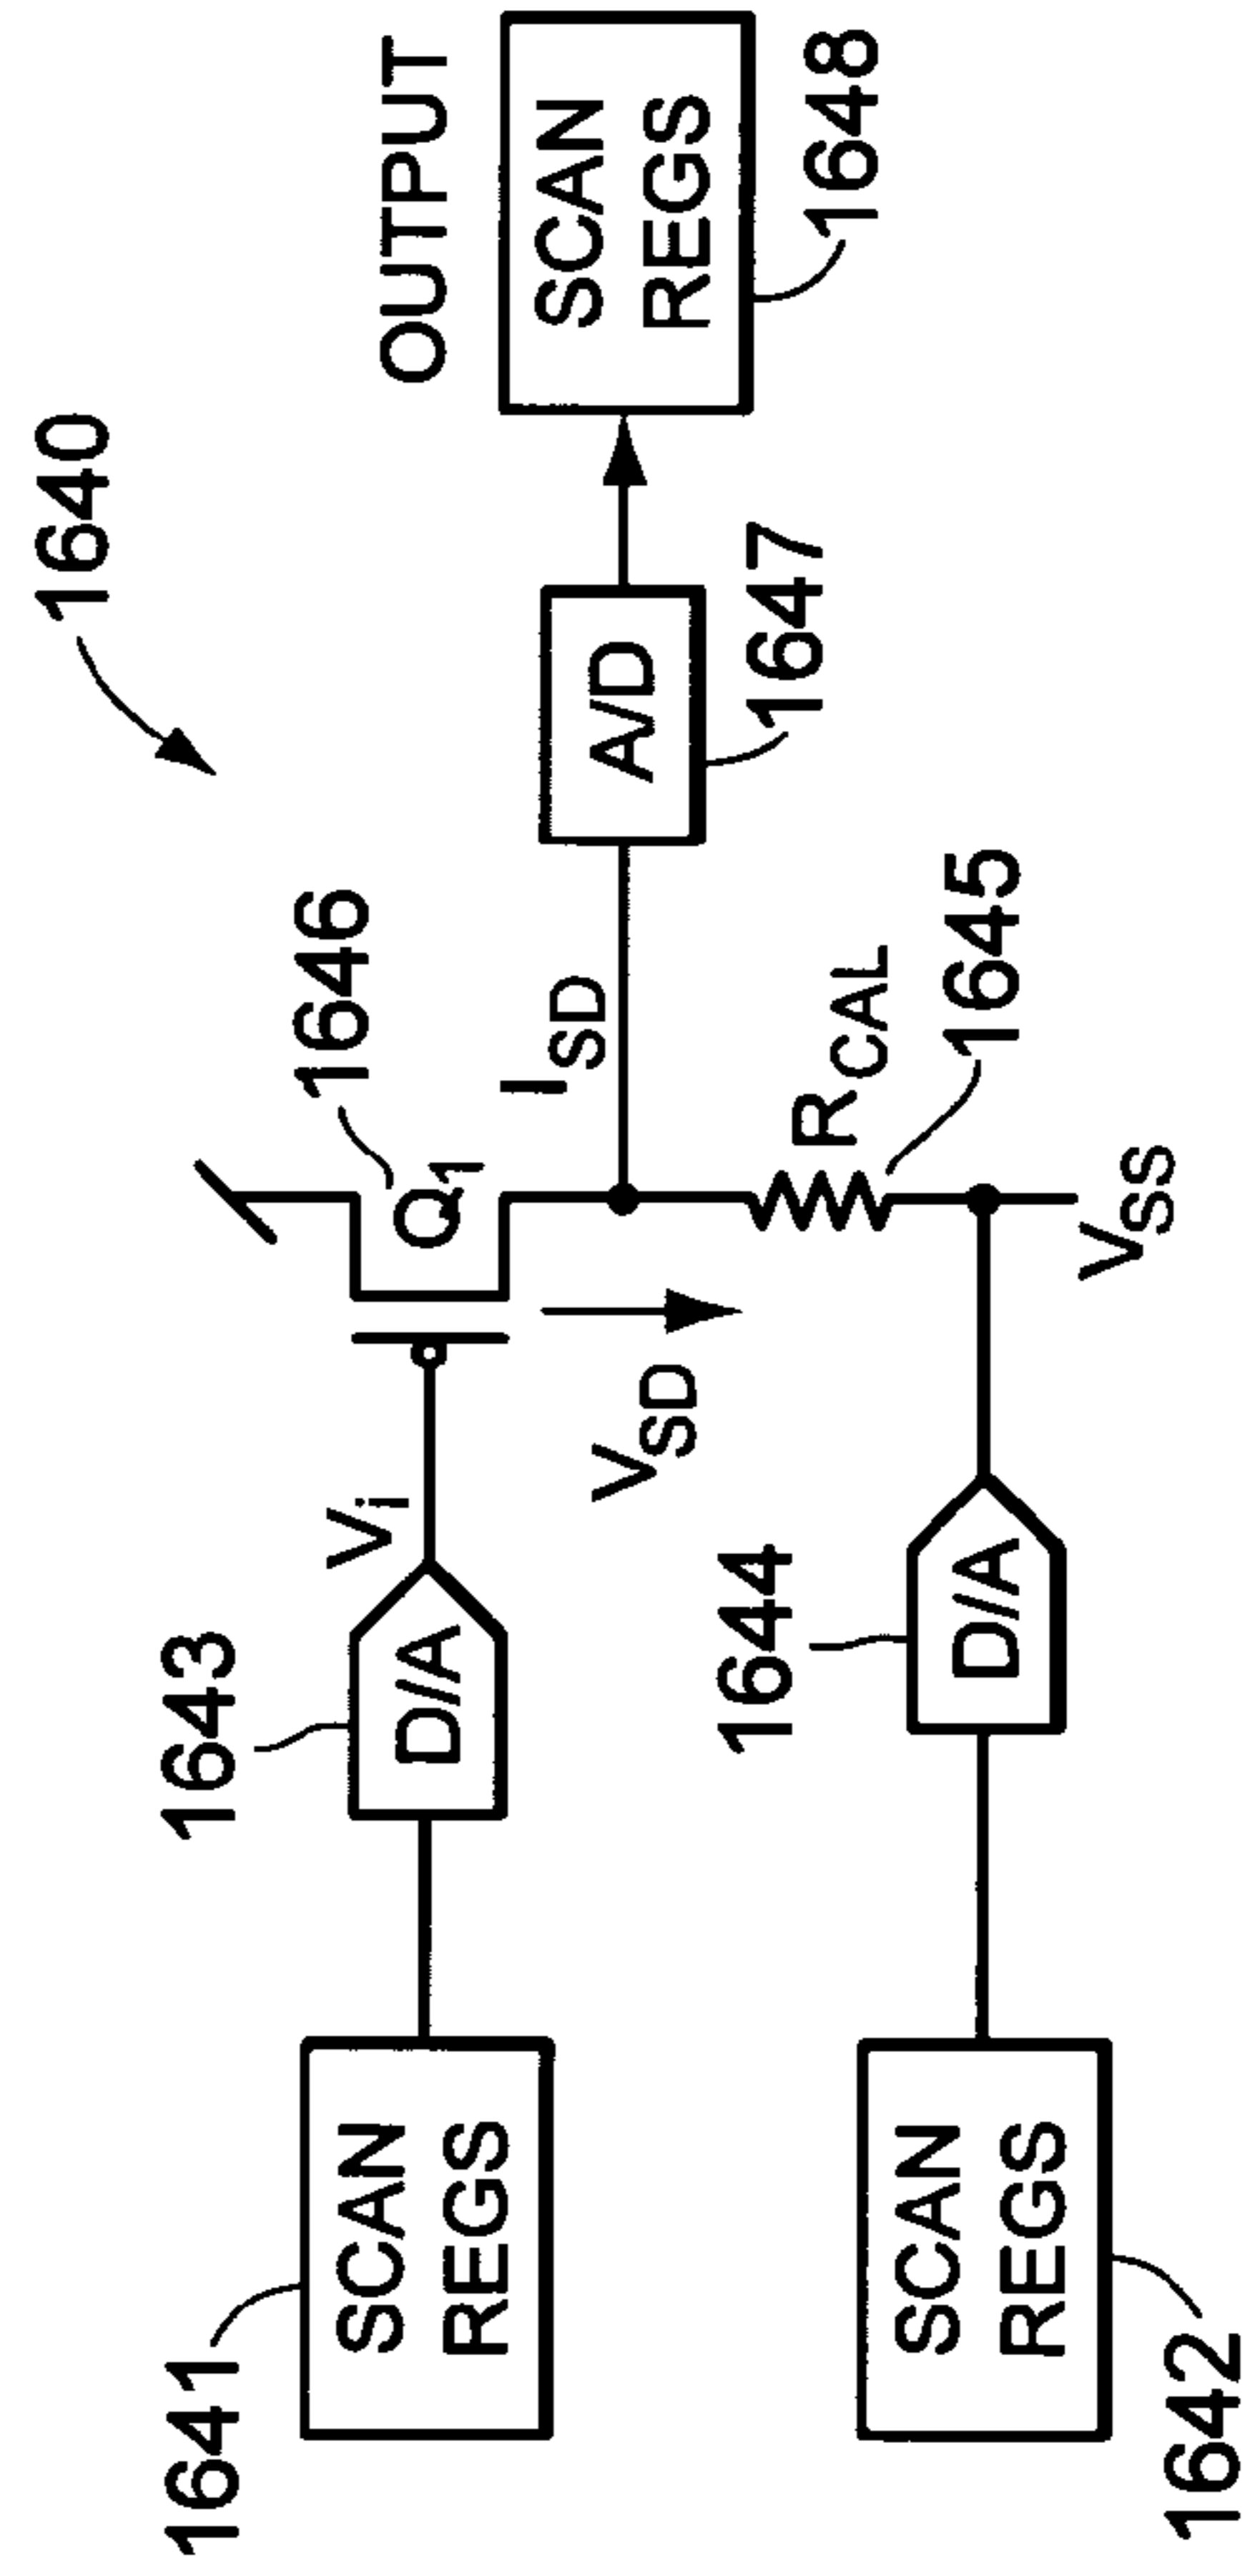 1640
1646
Q1
OUTPUT
1641
SCAN
REGS
1643
D/A
Vi
ISD
A/D
1647
SCAN
REGS
1648
VSD
RCAL
1645
1642
SCAN
REGS
1644
D/A
VSS